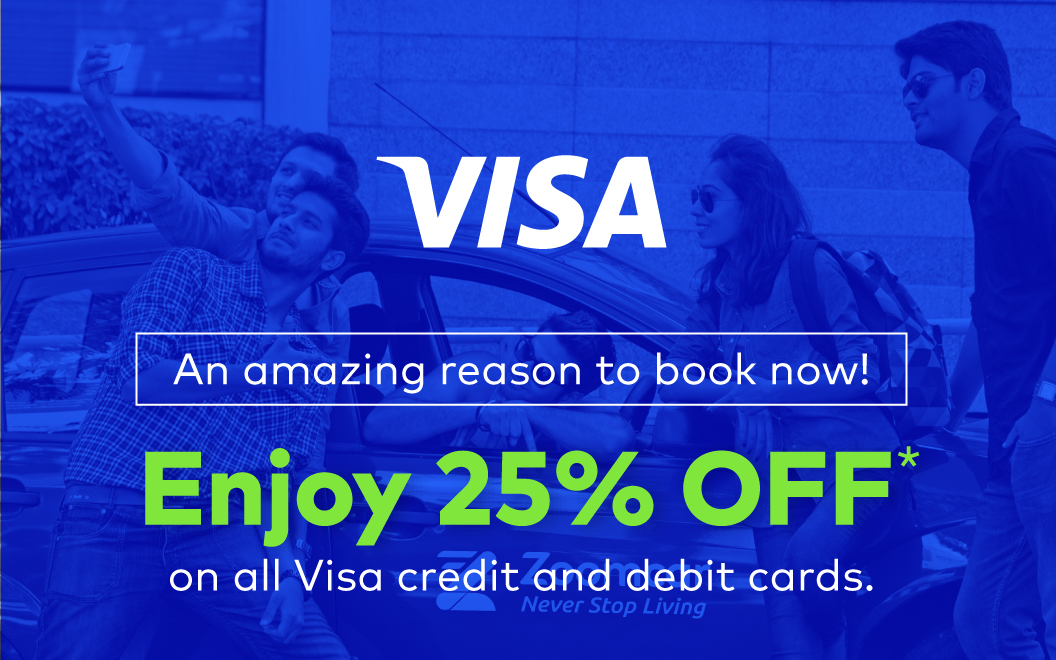 VISA
An amazing reason to book now!
Enjoy 25% OFF*
on all Visa credit and debit cards.
Never Stop Living